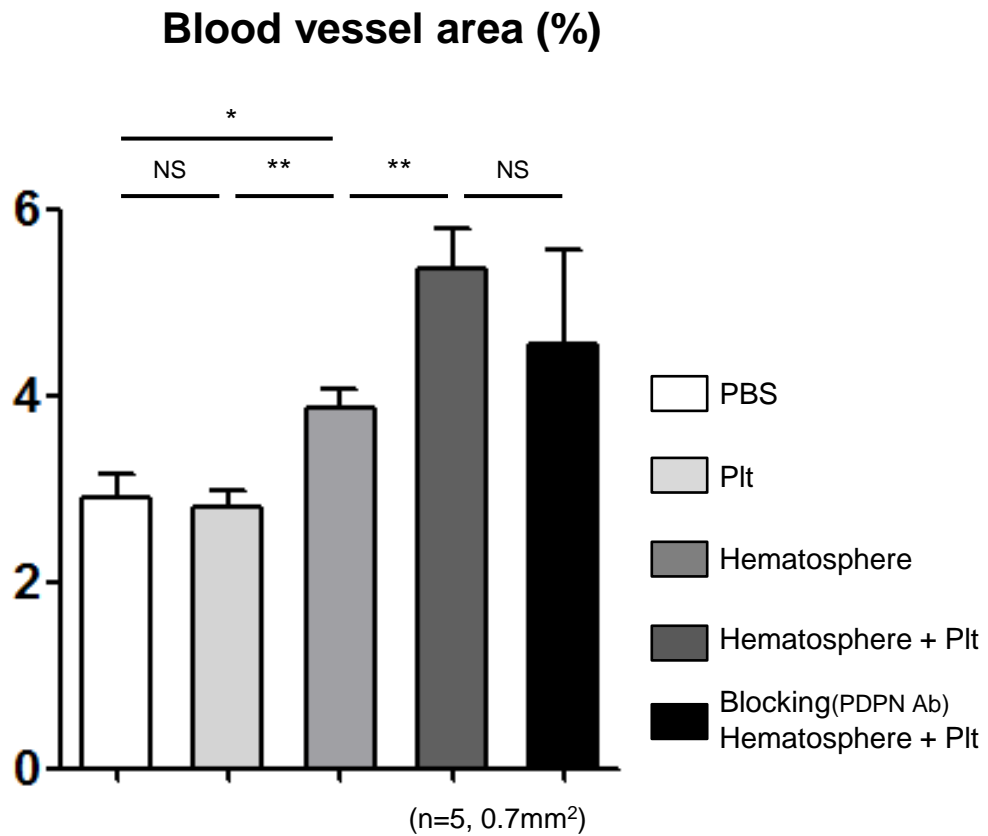 Blood vessel area (%)
*
NS ** ** NS
6
4
2
0
PBS
Plt
Hematosphere
Hematosphere + Plt
Blocking(PDPN Ab)
Hematosphere + Plt
(n=5, 0.7mm²)